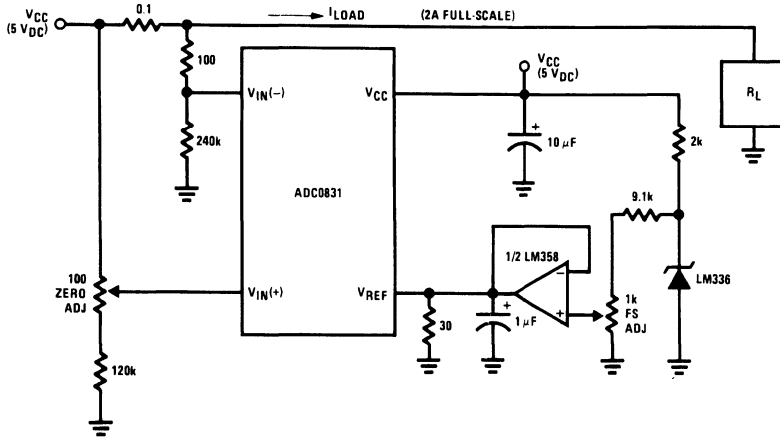 VCC
(5 VDC)
0.1
ILOAD
(2A FULL-SCALE)
100
240k
VIN(−)
VCC
ADC0831
VIN(+)
VREF
100
ZERO
ADJ
120k
VCC
(5 VDC)
+
10 µF
RL
2k
9.1k
1/2 LM358
−
+
LM336
1k
FS
ADJ
30
+
1 µF